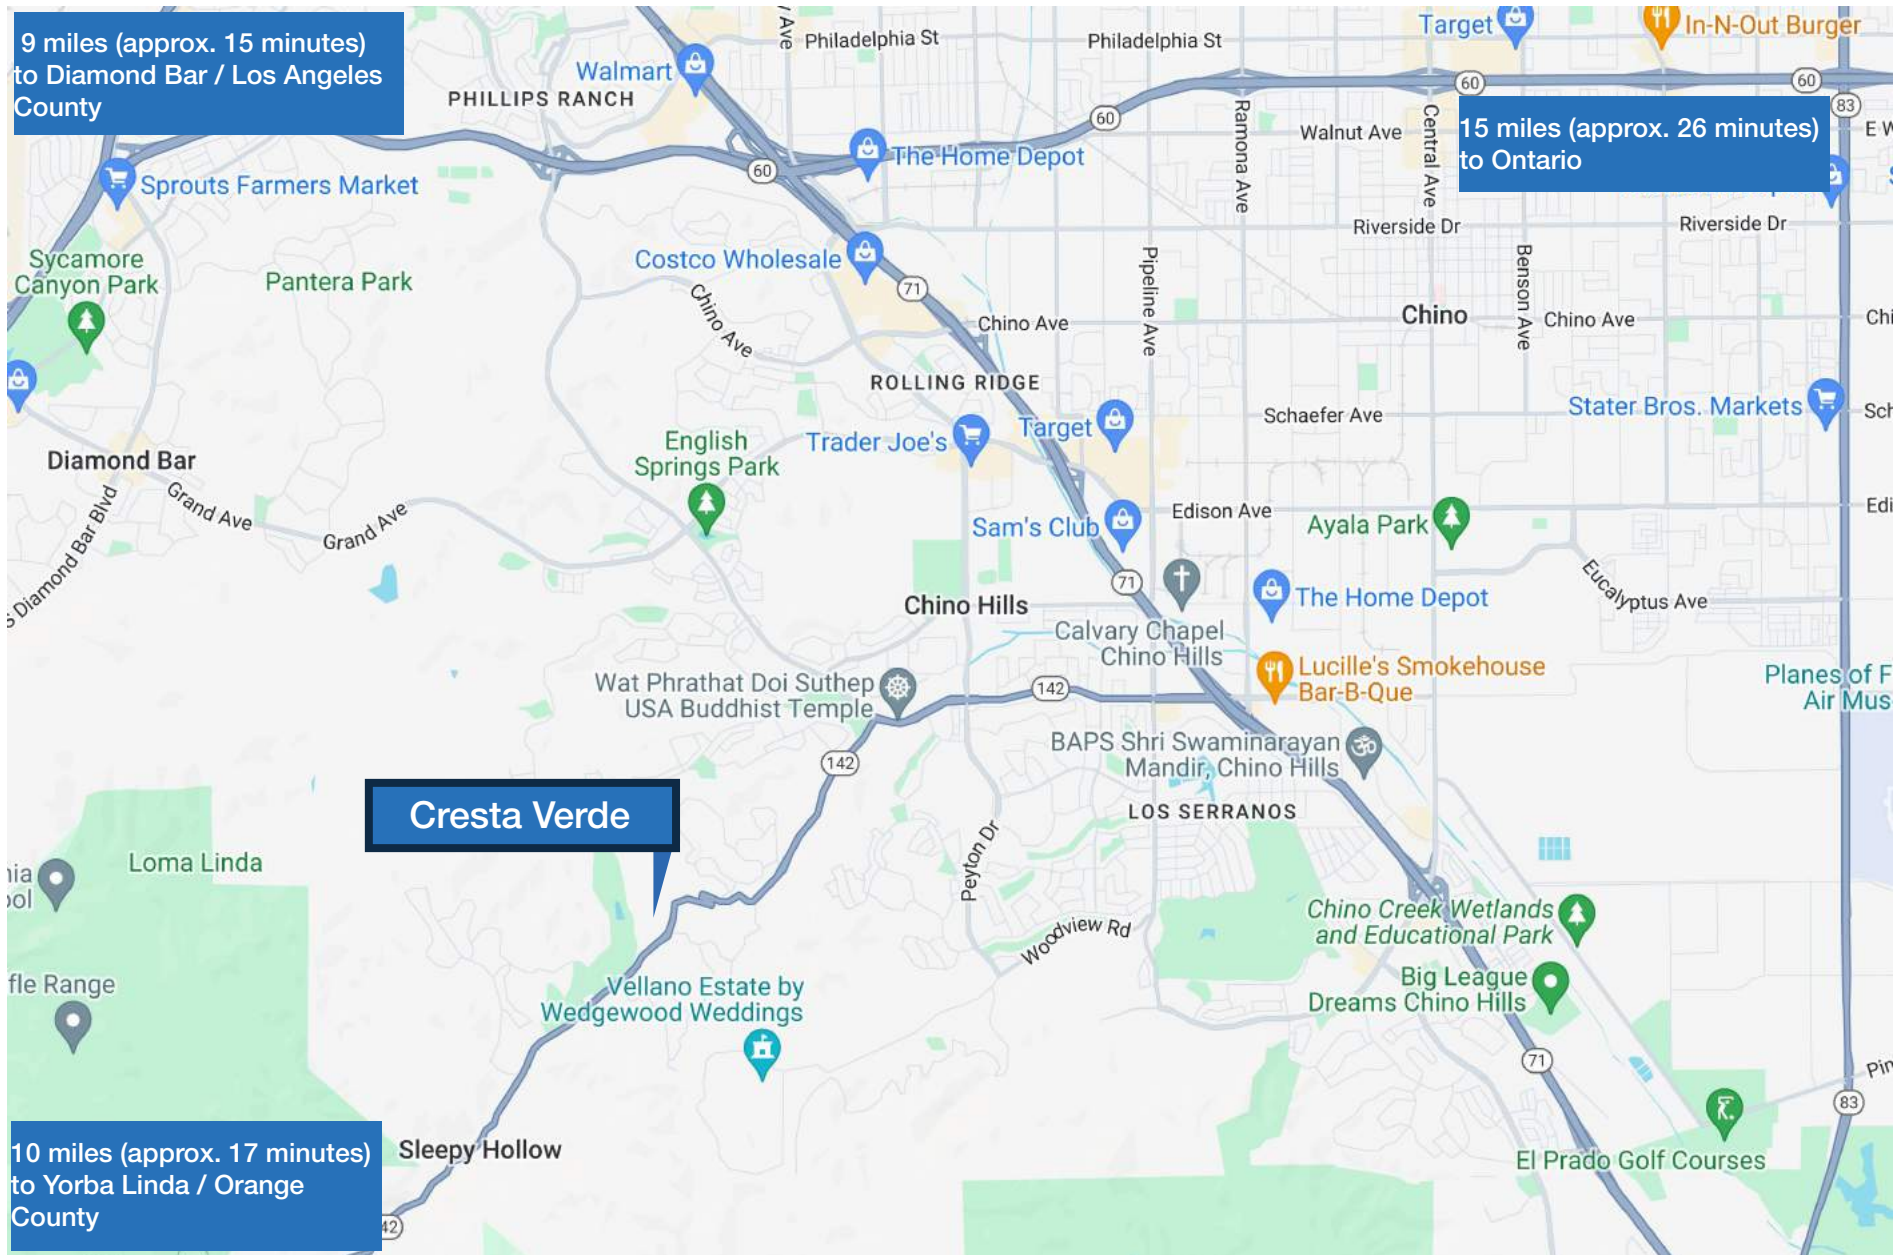 9 miles (approx. 15 minutes)
to Diamond Bar / Los Angeles
County
Philadelphia St
Philadelphia St
Target
In-N-Out Burger
Walmart
PHILLIPS RANCH
60
60
60
83
15 miles (approx. 26 minutes)
to Ontario
Ramona Ave
Walnut Ave
Central Ave
The Home Depot
60
Sprouts Farmers Market
Riverside Dr
Riverside Dr
Sycamore
Canyon Park
Pantera Park
Costco Wholesale
71
Chino Ave
Chino Ave
Pipeline Ave
Chino
Benson Ave
Chino Ave
ROLLING RIDGE
Schaefer Ave
Stater Bros. Markets
Target
Trader Joe's
English
Springs Park
Diamond Bar
Grand Ave
Grand Ave
s Diamond Bar Blvd
Edison Ave
Ayala Park
Sam's Club
71
Eucalyptus Ave
The Home Depot
Chino Hills
Calvary Chapel
Chino Hills
Lucille's Smokehouse
Bar-B-Que
Wat Phrathat Doi Suthep
USA Buddhist Temple
142
Planes of F
Air Mus
BAPS Shri Swaminarayan
Mandir, Chino Hills
142
Cresta Verde
LOS SERRANOS
Peyton Dr
Loma Linda
Woodview Rd
Chino Creek Wetlands
and Educational Park
fle Range
Vellano Estate by
Wedgewood Weddings
Big League
Dreams Chino Hills
71
83
10 miles (approx. 17 minutes)
to Yorba Linda / Orange
County
Sleepy Hollow
El Prado Golf Courses